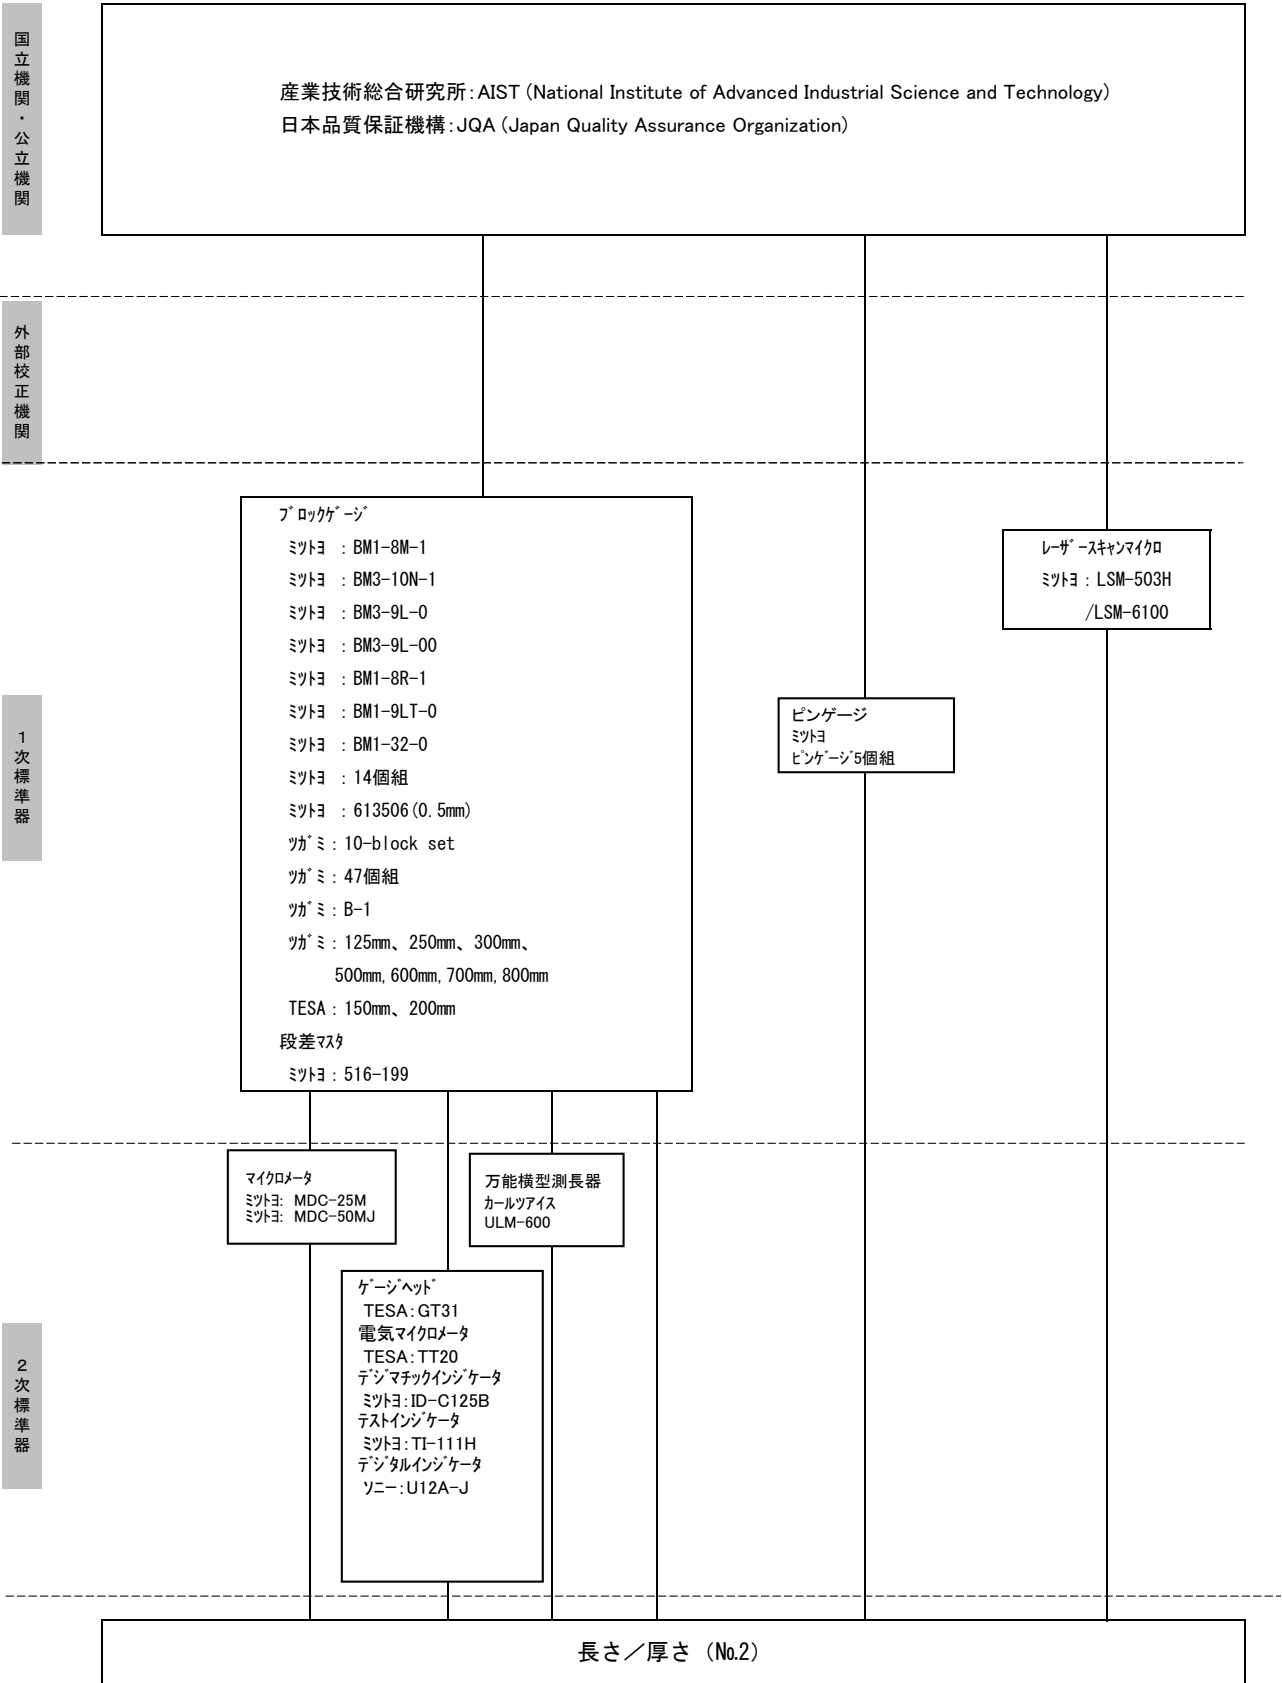 国立機関・公立機関
産業技術総合研究所：AIST（National Institute of Advanced Industrial Science and Technology）
日本品質保証機構：JQA（Japan Quality Assurance Organization）
外部校正機関
1次標準器
ﾌﾞﾛｯｸｹﾞｰｼﾞ
ﾐﾂﾄﾖ ：BM1-8M-1
ﾐﾂﾄﾖ ：BM3-10N-1
ﾐﾂﾄﾖ ：BM3-9L-0
ﾐﾂﾄﾖ ：BM3-9L-00
ﾐﾂﾄﾖ ：BM1-8R-1
ﾐﾂﾄﾖ ：BM1-9LT-0
ﾐﾂﾄﾖ ：BM1-32-0
ﾐﾂﾄﾖ ：14個組
ﾐﾂﾄﾖ ：613506(0.5mm)
ﾂｶﾞﾐ：10-block set
ﾂｶﾞﾐ：47個組
ﾂｶﾞﾐ：B-1
ﾂｶﾞﾐ：125mm、250mm、300mm、
500mm,600mm,700mm,800mm
TESA：150mm、200mm
段差ﾏｽﾀ
ﾐﾂﾄﾖ：516-199
ﾚｰｻﾞｰｽｷｬﾝﾏｲｸﾛ
ﾐﾂﾄﾖ：LSM-503H
/LSM-6100
ピンゲージ
ﾐﾂﾄﾖ
ﾋﾟﾝｹﾞｰｼﾞ5個組
2次標準器
ﾏｲｸﾛﾒｰﾀ
ﾐﾂﾄﾖ: MDC-25M
ﾐﾂﾄﾖ: MDC-50MJ
万能横型測長器
ｶｰﾙﾂｱｲｽ
ULM-600
ｹﾞｰｼﾞﾍｯﾄﾞ
TESA：GT31
電気ﾏｲｸﾛﾒｰﾀ
TESA：TT20
ﾃﾞｼﾞﾏﾁｯｸｲﾝｼﾞｹｰﾀ
ﾐﾂﾄﾖ：ID-C125B
ﾃｽﾄｲﾝｼﾞｹｰﾀ
ﾐﾂﾄﾖ：TI-111H
ﾃﾞｼﾞﾀﾙｲﾝｼﾞｹｰﾀ
ｿﾆｰ：U12A-J
長さ／厚さ（№2）